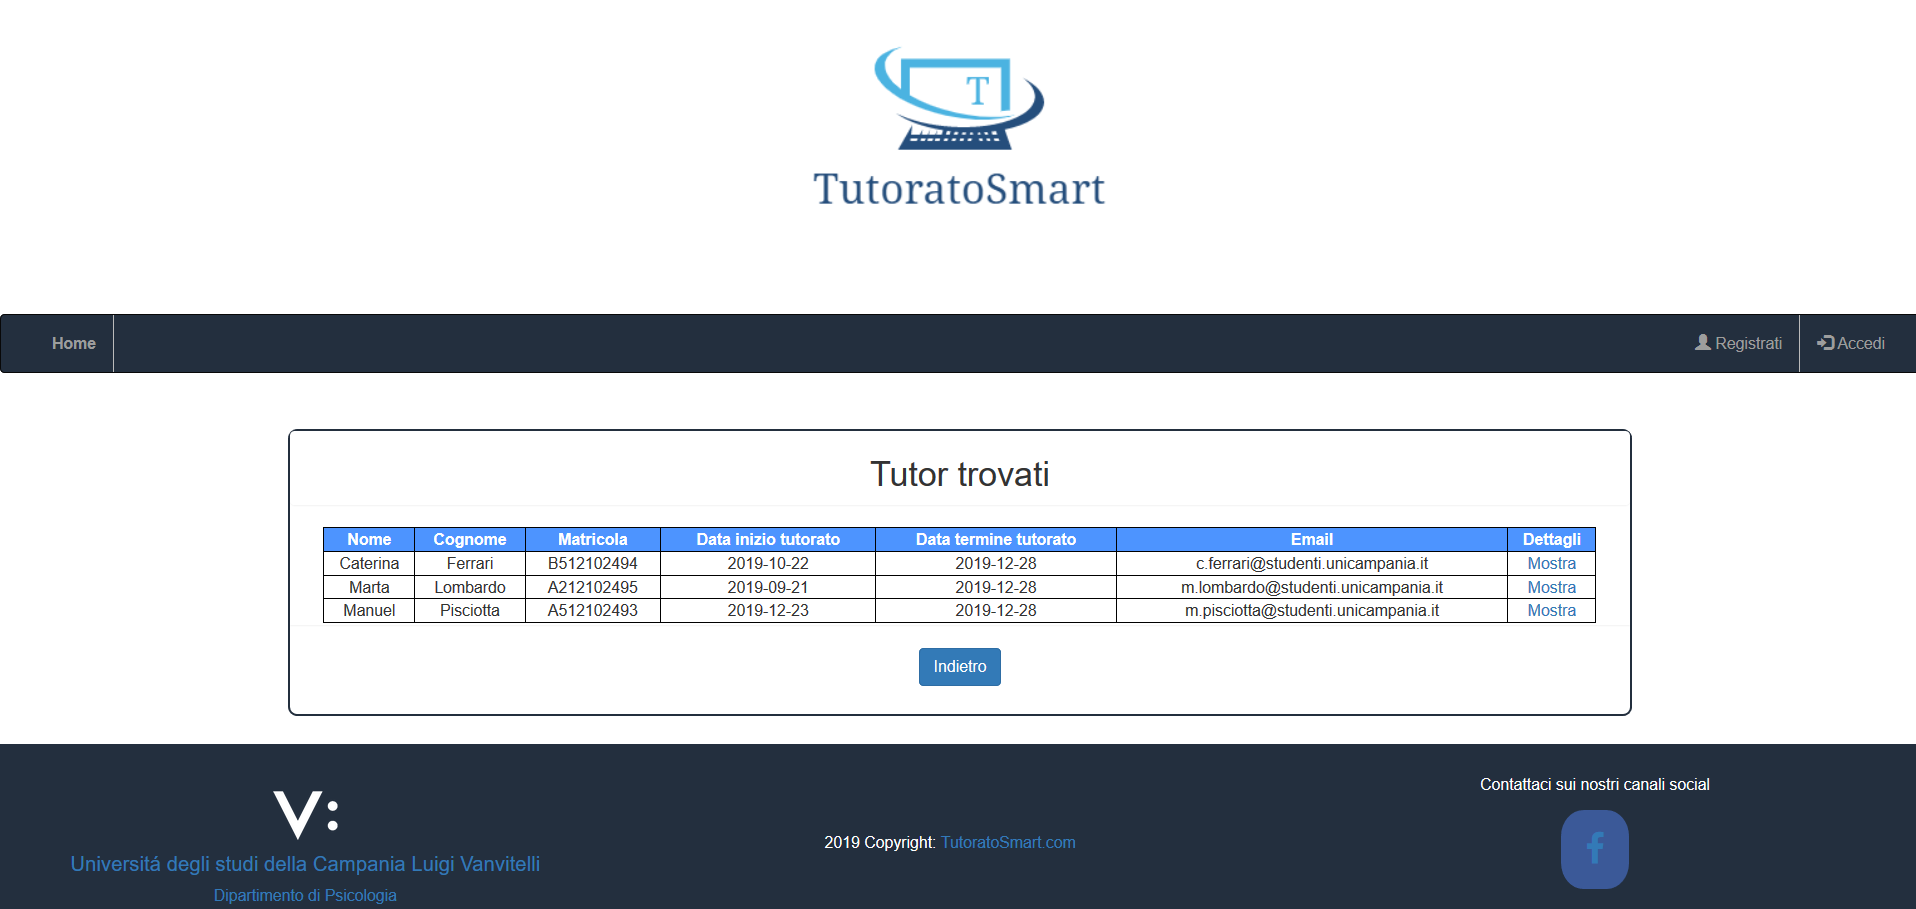 T
TutoratoSmart
Home
Registrati
Accedi
Tutor trovati
Nome Cognome Matricola Data inizio tutorato Data termine tutorato Email Dettagli
Caterina Ferrari B512102494 2019-10-22 2019-12-28 c.ferrari@studenti.unicampania.it Mostra
Marta Lombardo A212102495 2019-09-21 2019-12-28 m.lombardo@studenti.unicampania.it Mostra
Manuel Pisciotta A512102493 2019-12-23 2019-12-28 m.pisciotta@studenti.unicampania.it Mostra
Indietro
V:
Universitá degli studi della Campania Luigi Vanvitelli
Dipartimento di Psicologia
2019 Copyright: TutoratoSmart.com
Contattaci sui nostri canali social
f